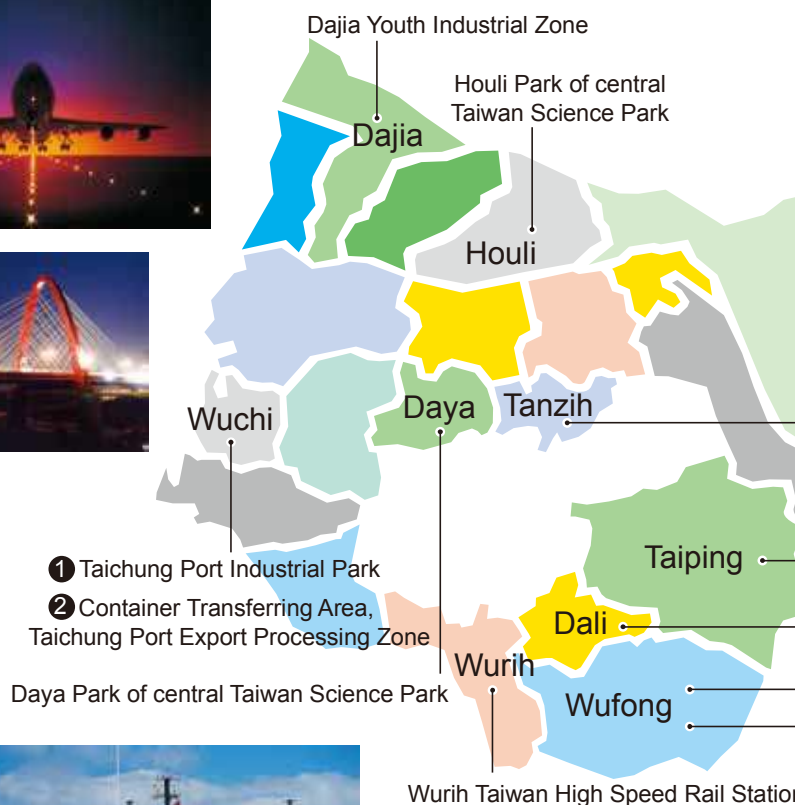 Dajia Youth Industrial Zone
Houli Park of central
Taiwan Science Park
Dajia
Houli
Wuchi
Daya
Tanzih
Taiping
❶ Taichung Port Industrial Park
❷ Container Transferring Area,
Taichung Port Export Processing Zone
Dali
Wurih
Daya Park of central Taiwan Science Park
Wufong
Wurih Taiwan High Speed Rail Station